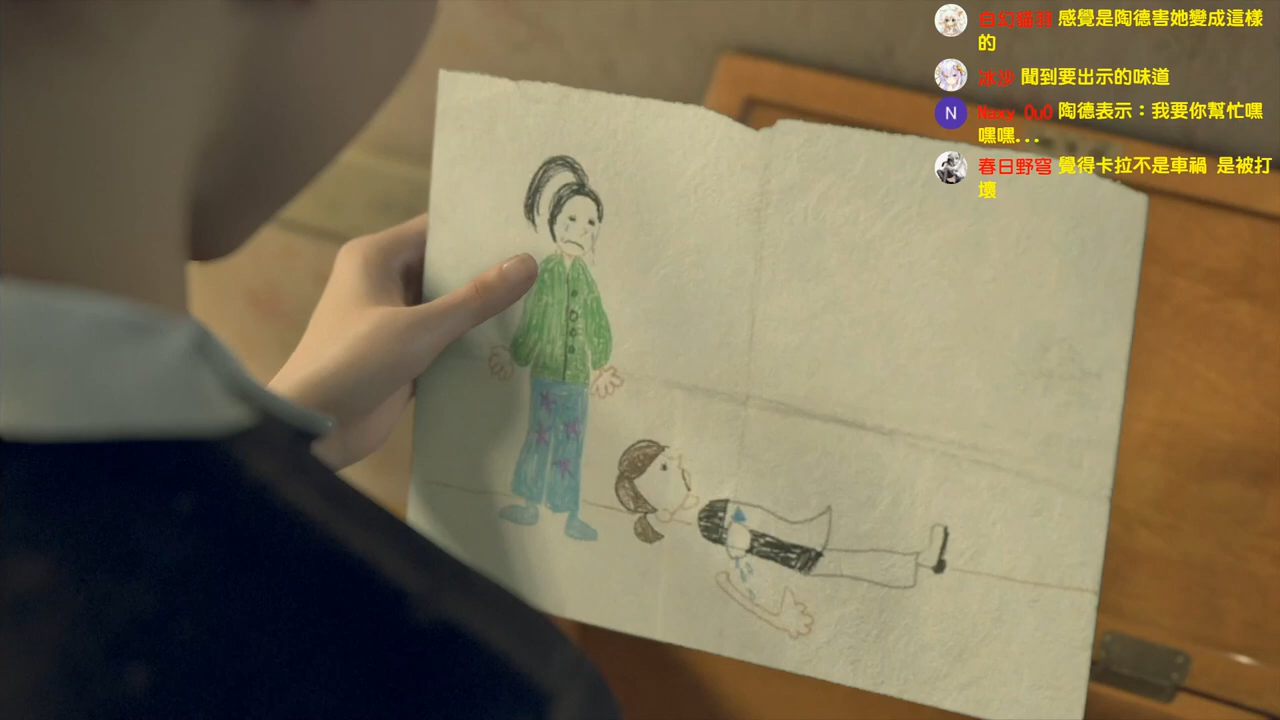 白幻貓羽 感覺是陶德害她變成這樣
的
冰沙 聞到要出示的味道
N Naxy OuO 陶德表示：我要你幫忙嘿
嘿嘿...
春日野穹 覺得卡拉不是車禍 是被打
壞